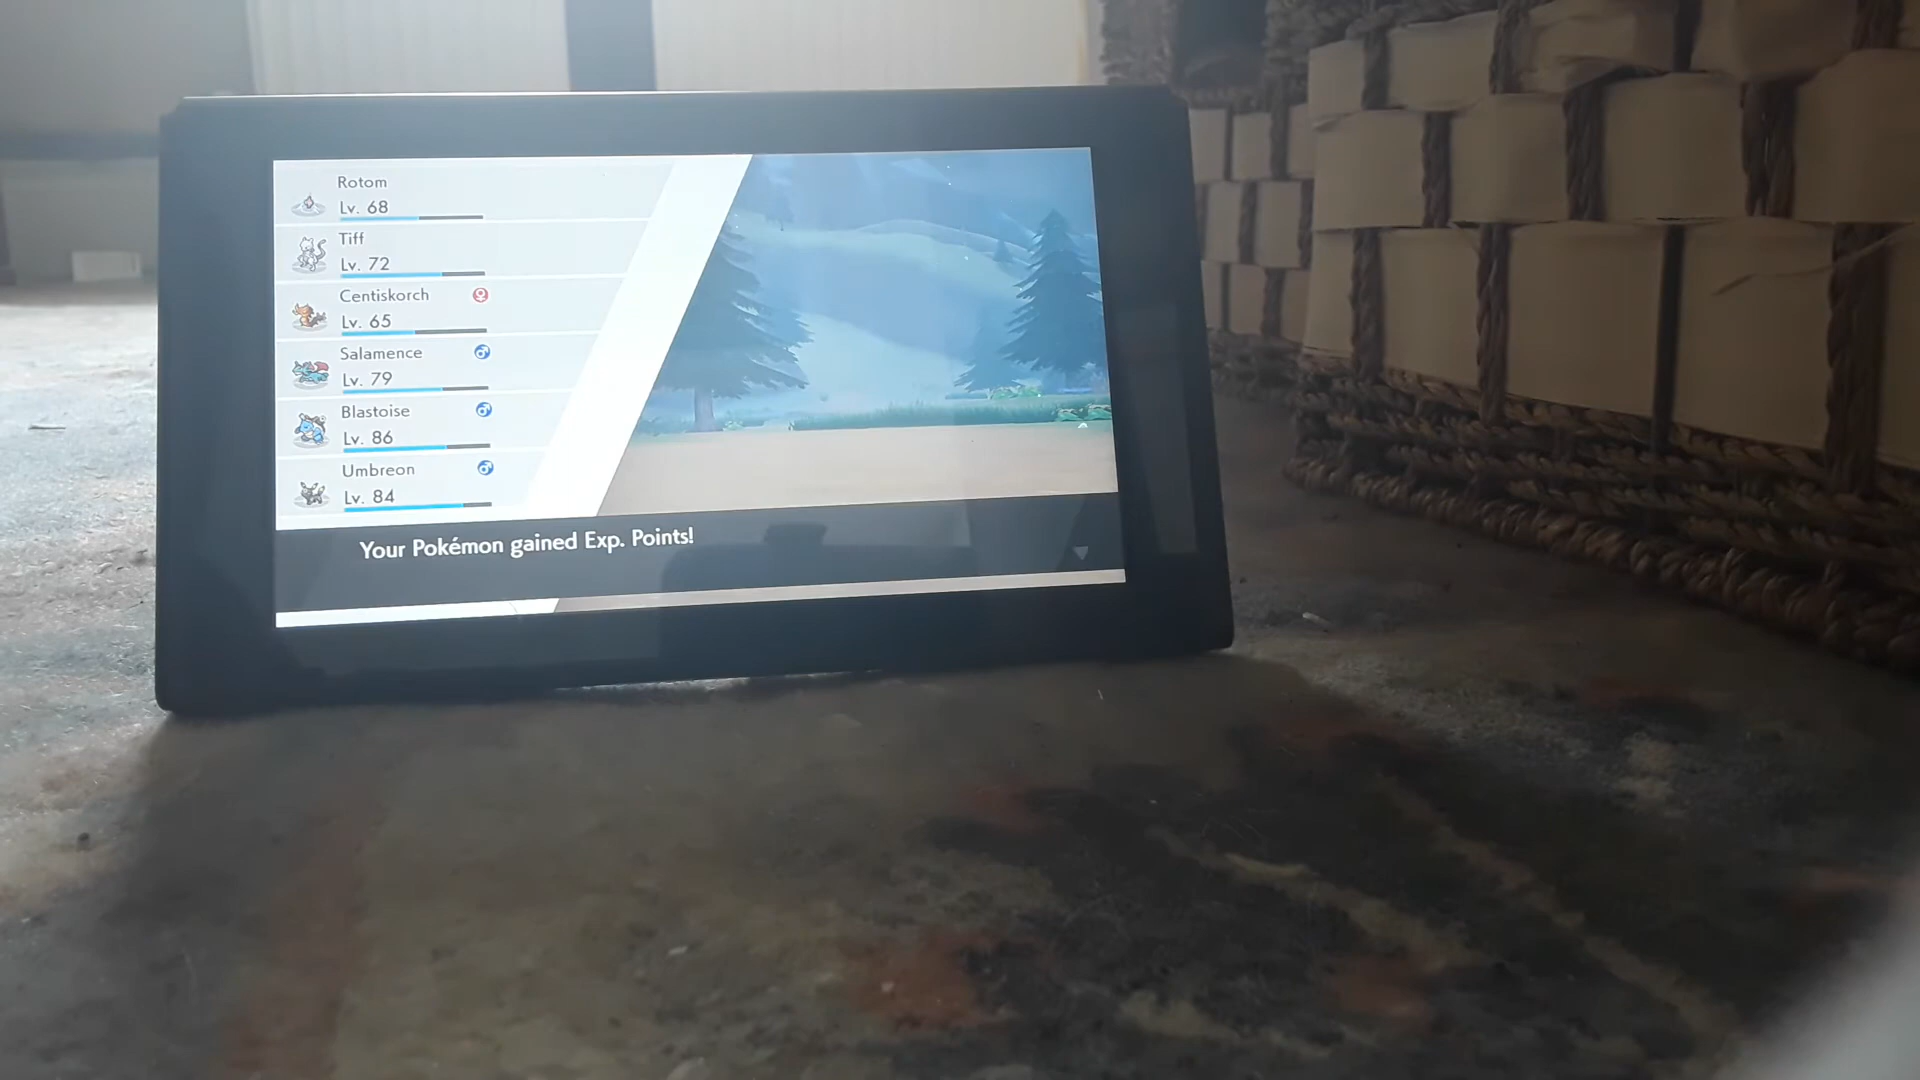 Rotom
Lv. 68
Tiff
Lv. 72
Centiskorch
Lv. 65
Salamence
Lv. 79
Blastoise
Lv. 86
Umbreon
Lv. 84
Your Pokémon gained Exp. Points!